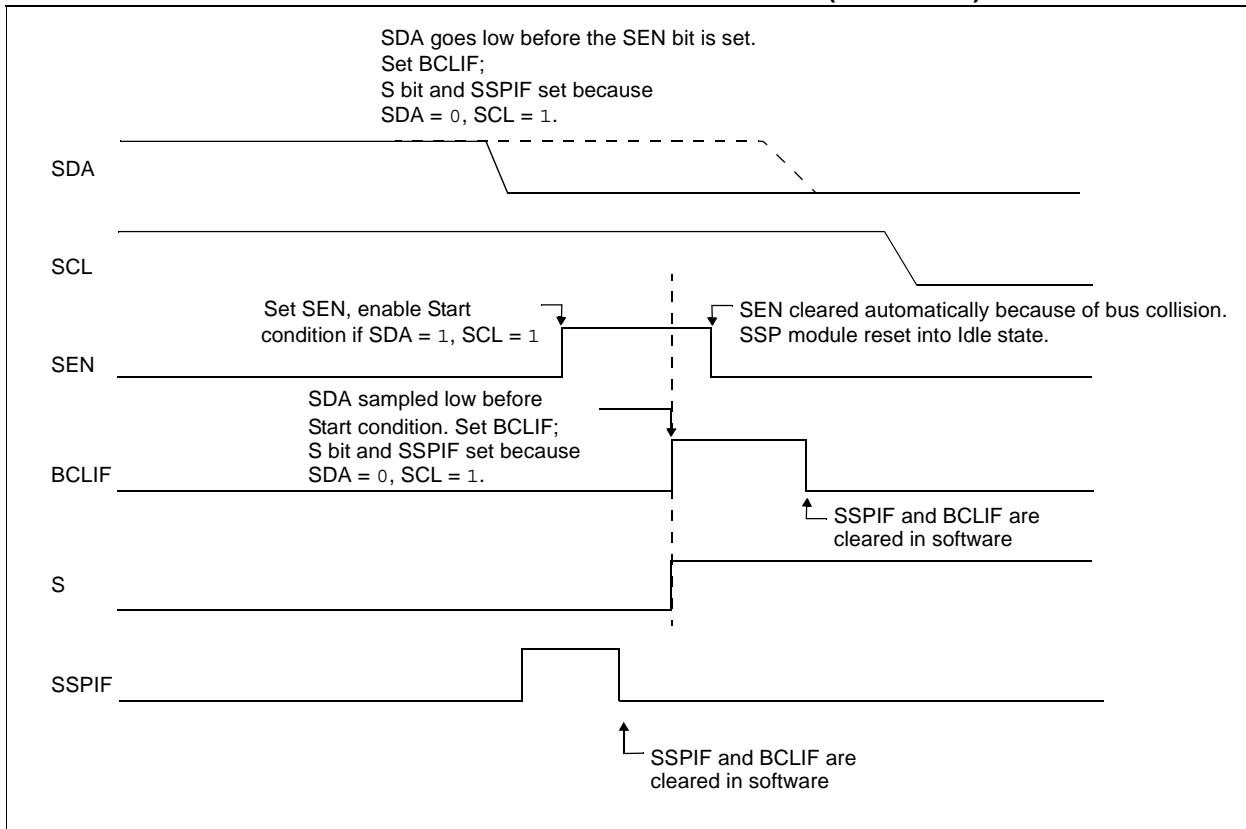 SDA goes low before the SEN bit is set.
Set BCLIF;
S bit and SSPIF set because
SDA = 0, SCL = 1.
SDA
SCL
Set SEN, enable Start
condition if SDA = 1, SCL = 1
SEN cleared automatically because of bus collision.
SSP module reset into Idle state.
SEN
SDA sampled low before
Start condition. Set BCLIF;
S bit and SSPIF set because
SDA = 0, SCL = 1.
BCLIF
SSPIF and BCLIF are
cleared in software
S
SSPIF
SSPIF and BCLIF are
cleared in software